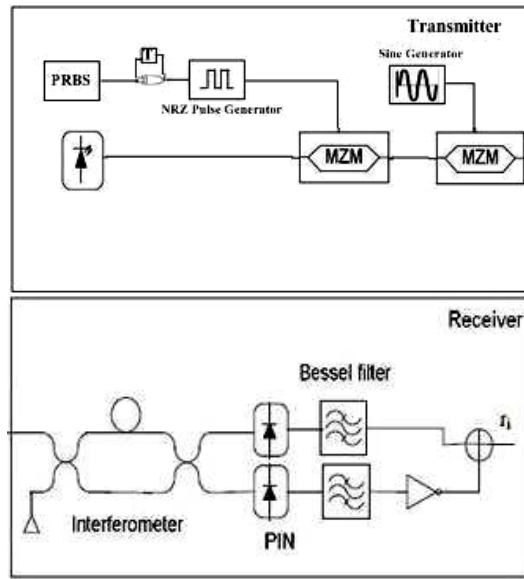 Transmitter
Sine Generator
T
PRBS
NRZ Pulse Generator
MZM
MZM
Receiver
Bessel filter
Interferometer
PIN